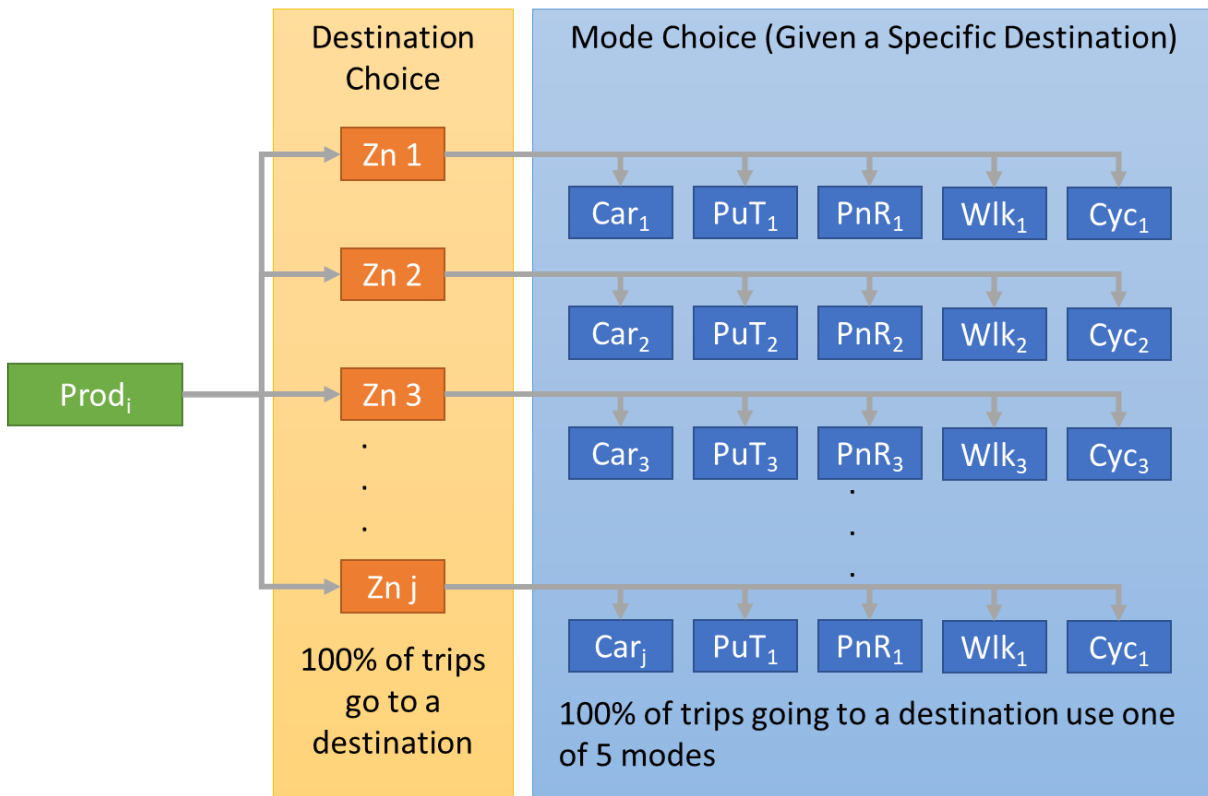 Destination
Choice
Mode Choice (Given a Specific Destination)
Zn 1
Car₁ PuT₁ PnR₁ Wlk₁ Cyc₁
Zn 2
Car₂ PuT₂ PnR₂ Wlk₂ Cyc₂
Prodᵢ
Zn 3
Car₃ PuT₃ PnR₃ Wlk₃ Cyc₃
.
.
.
.
.
.
Zn j
Carⱼ PuT₁ PnR₁ Wlk₁ Cyc₁
100% of trips
go to a
destination
100% of trips going to a destination use one
of 5 modes